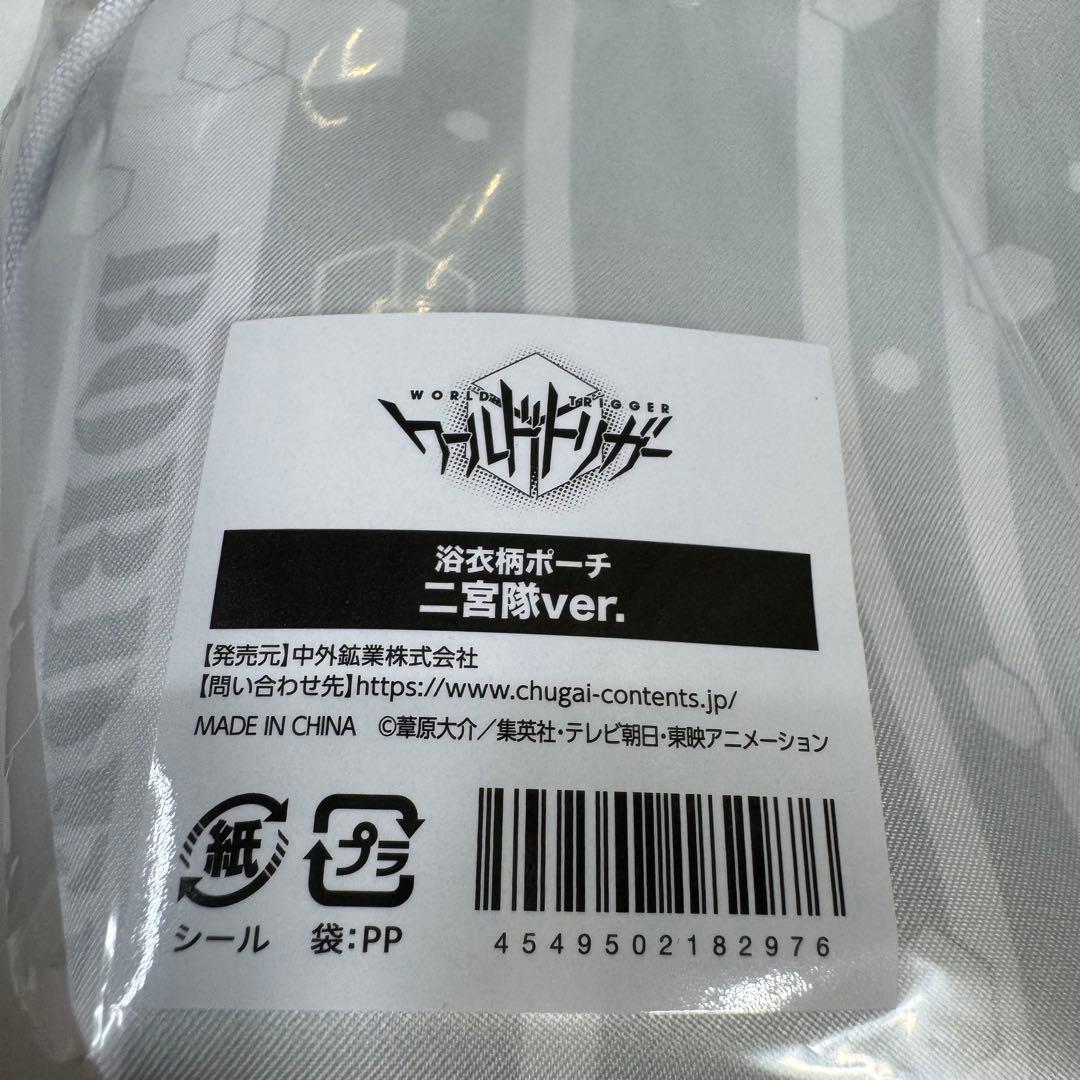 BORDER
WORLD TRIGGER
ワールドトリガー
浴衣柄ポーチ
二宮隊ver.
【発売元】中外鉱業株式会社
【問い合わせ先】https://www.chugai-contents.jp/
MADE IN CHINA ©葦原大介／集英社・テレビ朝日・東映アニメーション
紙
プラ
シール
袋：PP
4549502182976